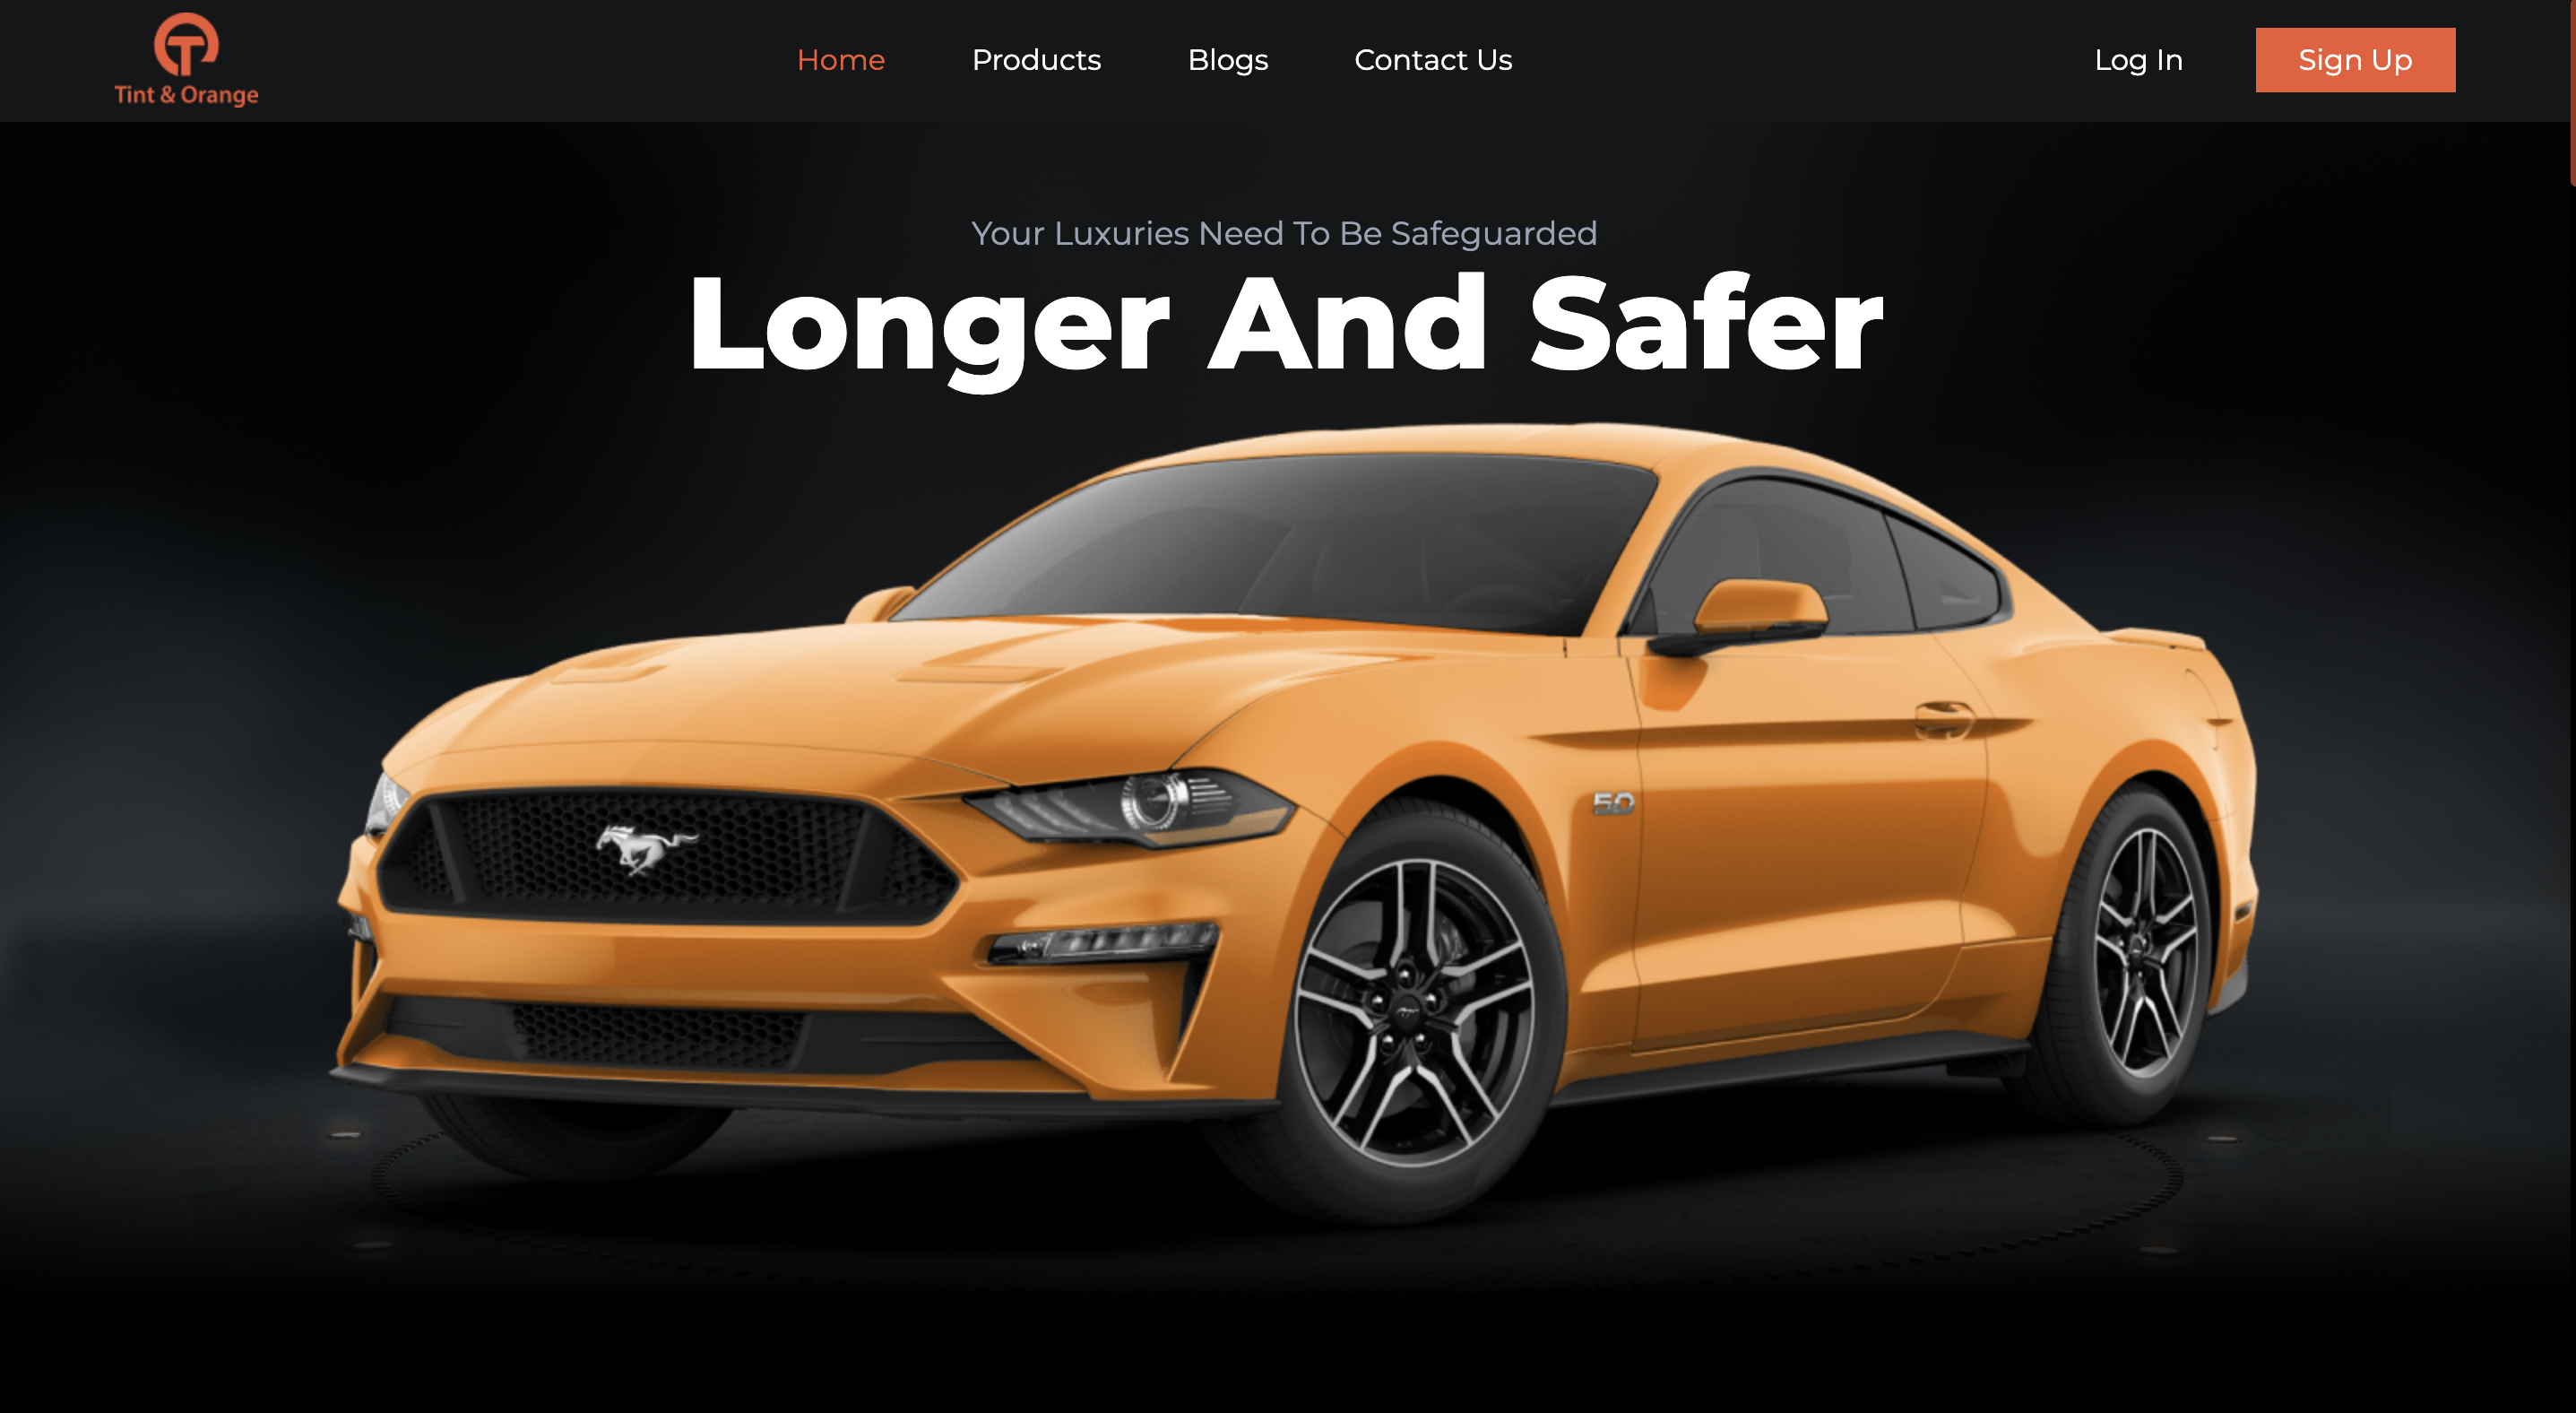 Tint & Orange
Home
Products
Blogs
Contact Us
Log In
Sign Up
Your Luxuries Need To Be Safeguarded
Longer And Safer
5.0